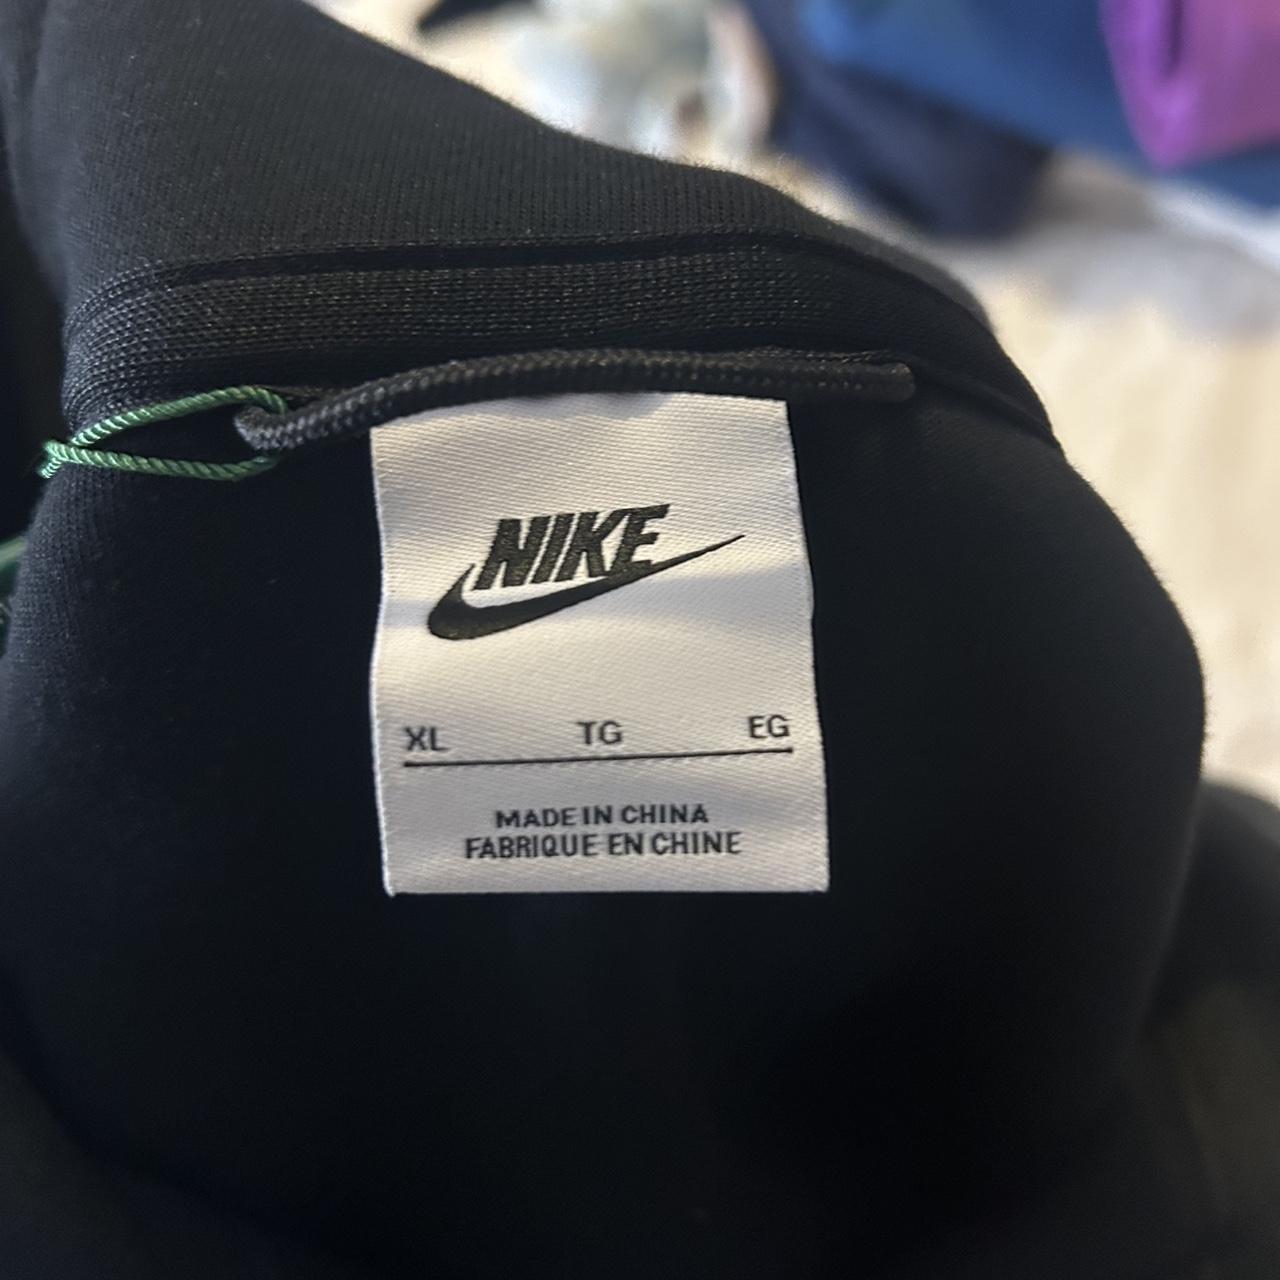 NIKE
XL TG EG
MADE IN CHINA
FABRIQUE EN CHINE